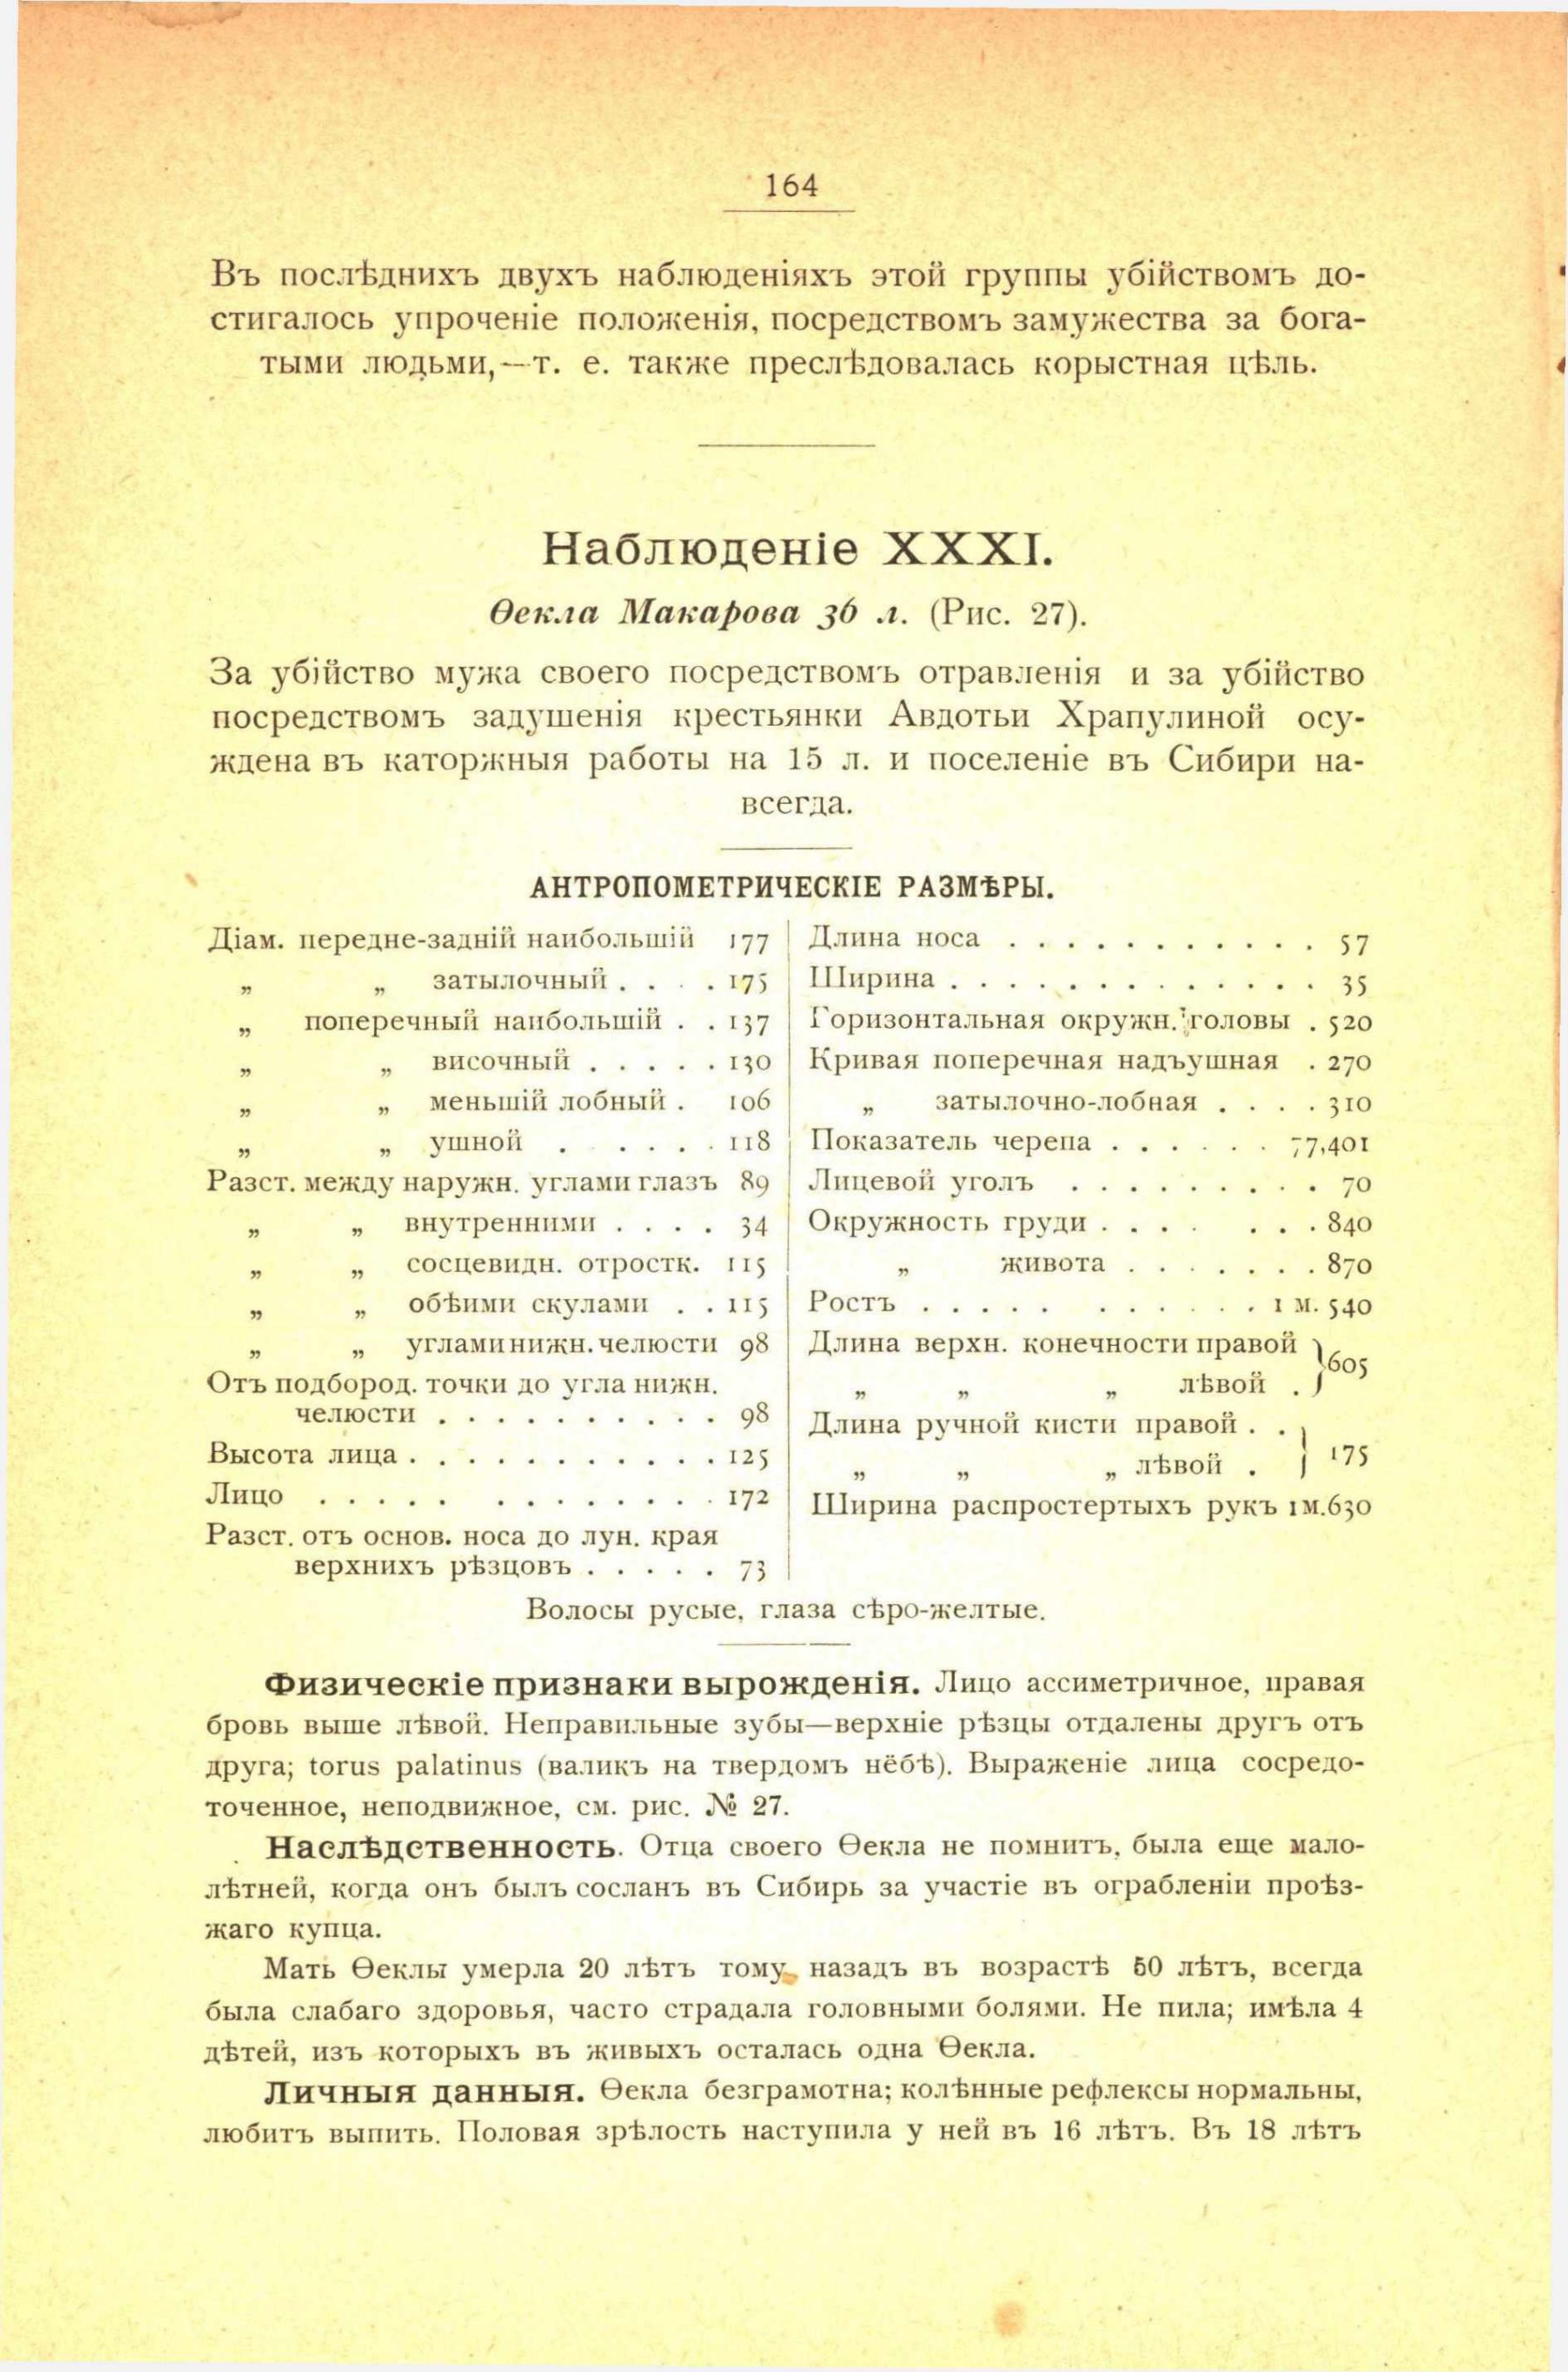 164
Въ послѣднихъ двухъ наблюденіяхъ этой группы убійствомъ до-
стигалось упроченіе положенія, посредствомъ замужества за бога-
тыми людьми,—т. е. также преслѣдовалась корыстная цѣль.
Наблюденіе XXXI.
Ѳекла Макарова 36 л. (Рис. 27).
За убійство мужа своего посредствомъ отравленія и за убійство
посредствомъ задушенія крестьянки Авдотьи Храпулиной осу-
ждена въ каторжныя работы на 15 л. и поселеніе въ Сибири на-
всегда.
АНТРОПОМЕТРИЧЕСКІЕ РАЗМѢРЫ.
Діам. передне-задній наибольшій 177
„ „ затылочный . . . . 175
„ поперечный наибольшій . . 137
„ „ височный . . . . . 130
„ „ меньшій лобный . 106
„ „ ушной . . . . . . 118
Разст. между наружн. углами глазъ 89
„ „ внутренними . . . . 34
„ „ сосцевидн. отростк. 115
„ „ обѣими скулами . . 115
„ „ углами нижн. челюсти 98
Отъ подбород. точки до угла нижн.
челюсти . . . . . . . . . . 98
Высота лица . . . . . . . . . . . 125
Лицо . . . . . . . . . . . . . 172
Разст. отъ основ. носа до лун. края
верхнихъ рѣзцовъ . . . . . 73
Длина носа . . . . . . . . . . . 57
Ширина . . . . . . . . . . . . . 35
Горизонтальная окружн. головы . 520
Кривая поперечная надъушная . 270
„ затылочно-лобная . . . . 310
Показатель черепа . . . . . . 77,401
Лицевой уголъ . . . . . . . . . 70
Окружность груди . . . . . . . 840
„ живота . . . . . . . 870
Ростъ . . . . . . . . . . . 1 м. 540
Длина верхн. конечности правой } 605
„ „ „ лѣвой . }
Длина ручной кисти правой . . } 175
„ „ „ лѣвой . }
Ширина распростертыхъ рукъ 1м.630
Волосы русые, глаза сѣро-желтые.
Физическіе признаки вырожденія. Лицо ассиметричное, правая
бровь выше лѣвой. Неправильные зубы—верхніе рѣзцы отдалены другъ отъ
друга; torus palatinus (валикъ на твердомъ нёбѣ). Выраженіе лица сосредо-
точенное, неподвижное, см. рис. № 27.
Наслѣдственность. Отца своего Ѳекла не помнитъ, была еще мало-
лѣтней, когда онъ былъ сосланъ въ Сибирь за участіе въ ограбленіи проѣз-
жаго купца.
Мать Ѳеклы умерла 20 лѣтъ тому назадъ въ возрастѣ 50 лѣтъ, всегда
была слабаго здоровья, часто страдала головными болями. Не пила; имѣла 4
дѣтей, изъ которыхъ въ живыхъ осталась одна Ѳекла.
Личныя данныя. Ѳекла безграмотна; колѣнные рефлексы нормальны,
любитъ выпить. Половая зрѣлость наступила у ней въ 16 лѣтъ. Въ 18 лѣтъ